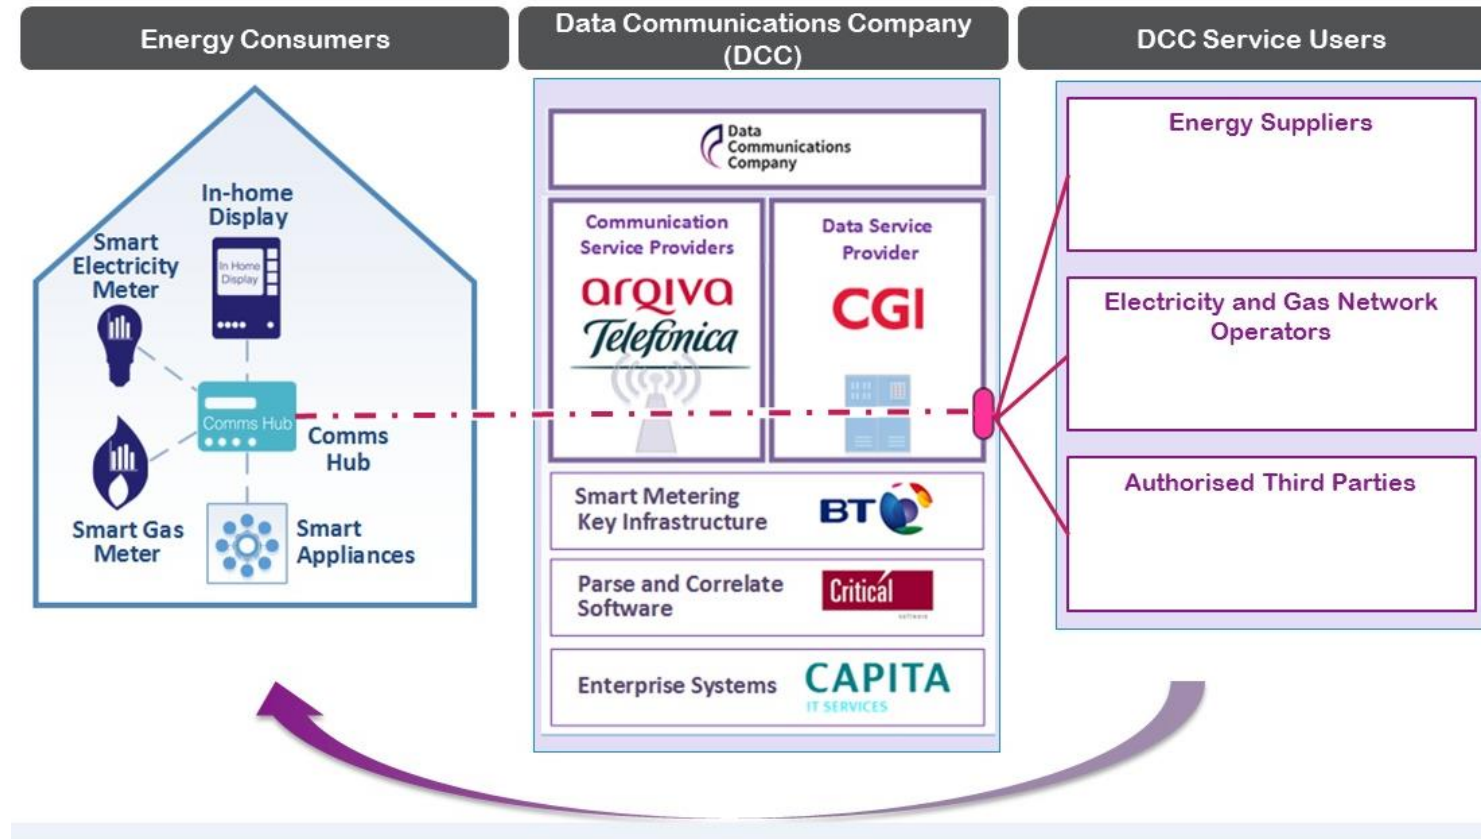 Energy Consumers
Data Communications Company
(DCC)
DCC Service Users
In-home
Display
Smart
Electricity
Meter
In Home
Display
Comms Hub
Comms
Hub
Smart Gas
Meter
Smart
Appliances
Data
Communications
Company
Communication
Service Providers
arqiva
Telefónica
Data Service
Provider
CGI
Smart Metering
Key Infrastructure
BT
Parse and Correlate
Software
Critical
software
Enterprise Systems
CAPITA
IT SERVICES
Energy Suppliers
Electricity and Gas Network
Operators
Authorised Third Parties